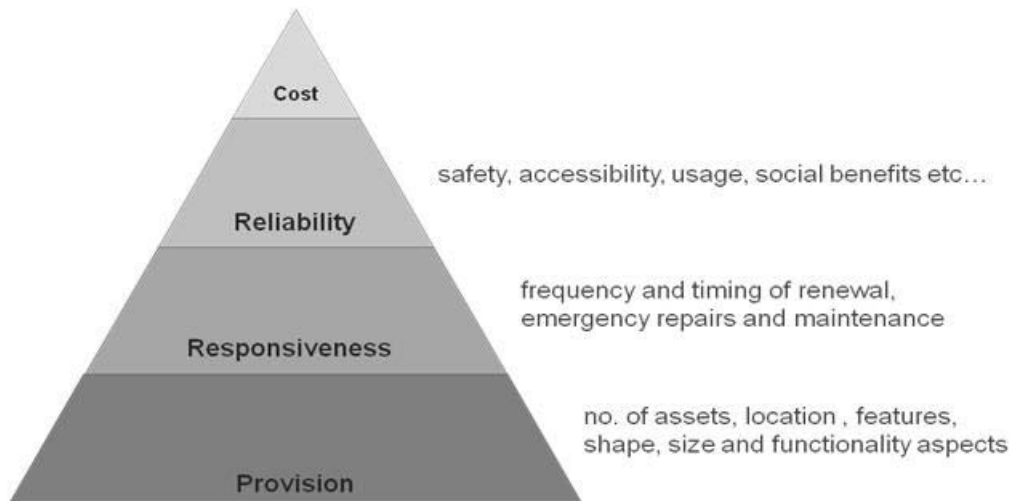 Cost
safety, accessibility, usage, social benefits etc...
Reliability
frequency and timing of renewal,
emergency repairs and maintenance
Responsiveness
no. of assets, location , features,
shape, size and functionality aspects
Provision